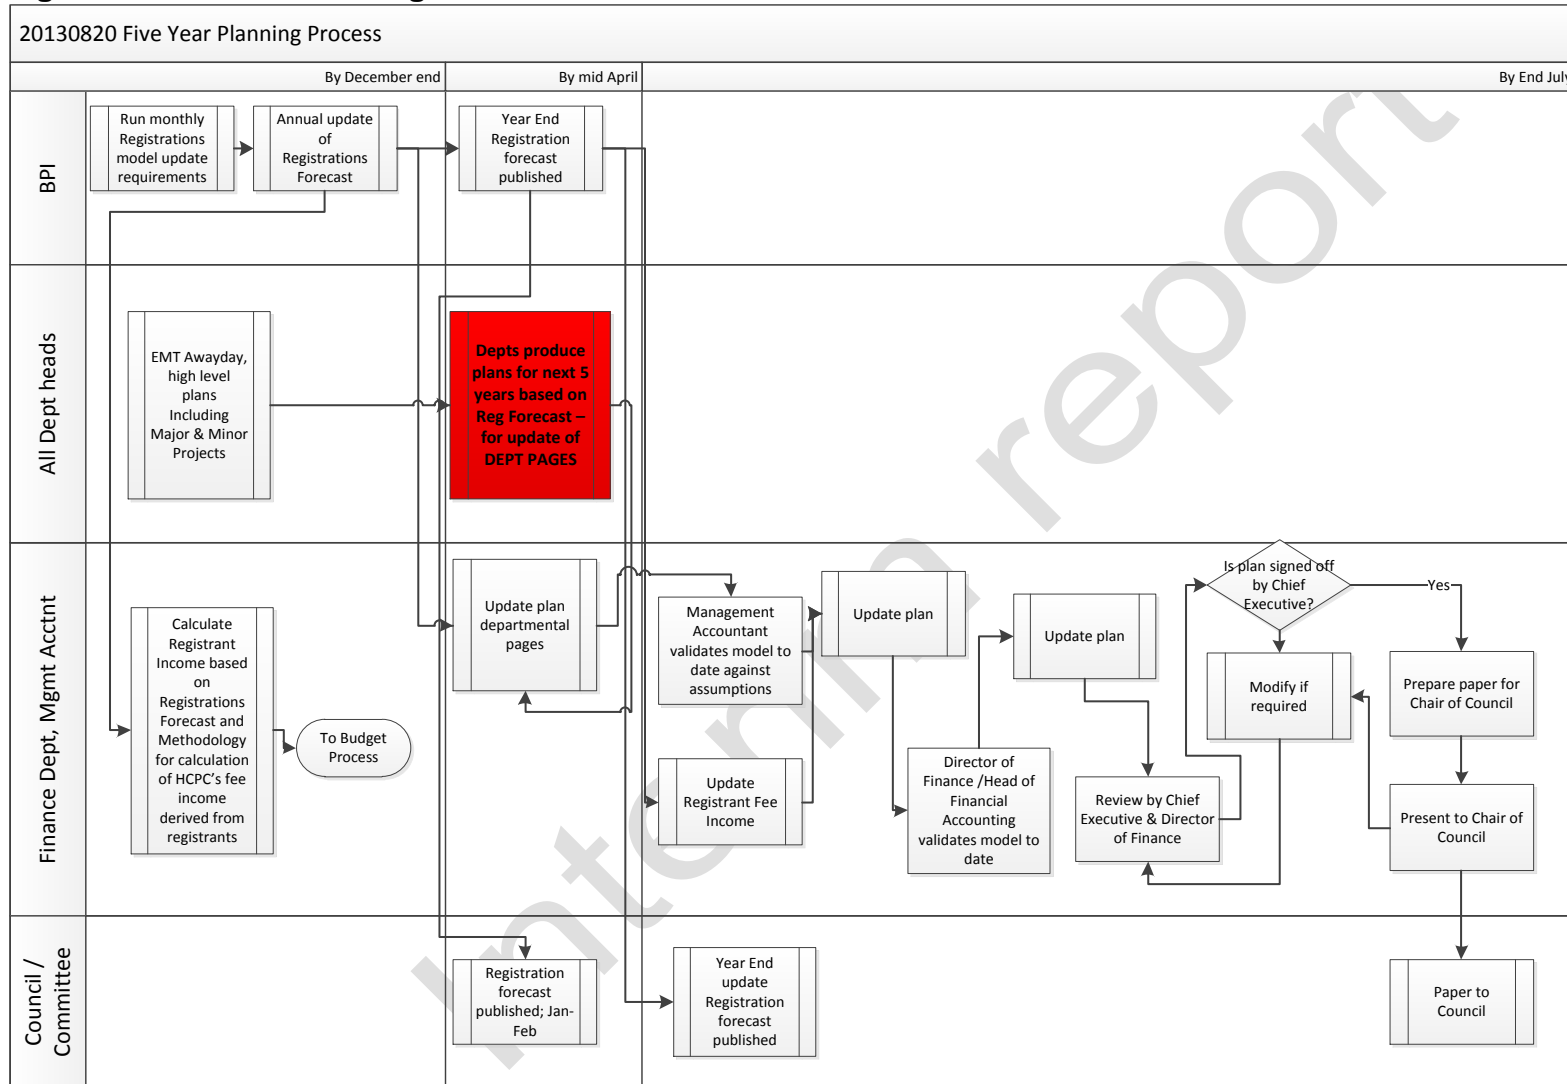 20130820 Five Year Planning Process
By December end
By mid April
By End July
BPI
Run monthly
Registrations
model update
requirements
Annual update
of
Registrations
Forecast
Year End
Registration
forecast
published
All Dept heads
EMT Awayday,
high level
plans
Including
Major & Minor
Projects
Depts produce
plans for next 5
years based on
Reg Forecast –
for update of
DEPT PAGES
Finance Dept, Mgmt Acctnt
Calculate
Registrant
Income based
on
Registrations
Forecast and
Methodology
for calculation
of HCPC's fee
income
derived from
registrants
To Budget
Process
Update plan
departmental
pages
Management
Accountant
validates model to
date against
assumptions
Update
Registrant Fee
Income
Update plan
Director of
Finance /Head of
Financial
Accounting
validates model to
date
Update plan
Review by Chief
Executive & Director
of Finance
Is plan signed off
by Chief
Executive?
Yes
Modify if
required
Prepare paper for
Chair of Council
Present to Chair of
Council
Council /
Committee
Registration
forecast
published; Jan-
Feb
Year End
update
Registration
forecast
published
Paper to
Council
Interim report